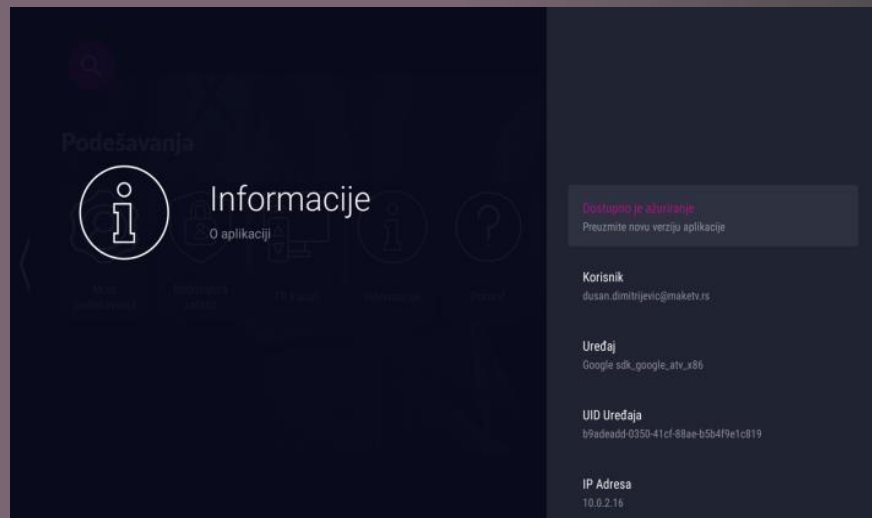 Podešavanja
Informacije
O aplikaciji
Dostupno je ažuriranje
Preuzmite novu verziju aplikacije
Korisnik
dusan.dimitrijevic@maketv.rs
Uređaj
Google sdk_google_atv_x86
UID Uređaja
b9adeadd-0350-41cf-88ae-b5b4f9e1c819
IP Adresa
10.0.2.16